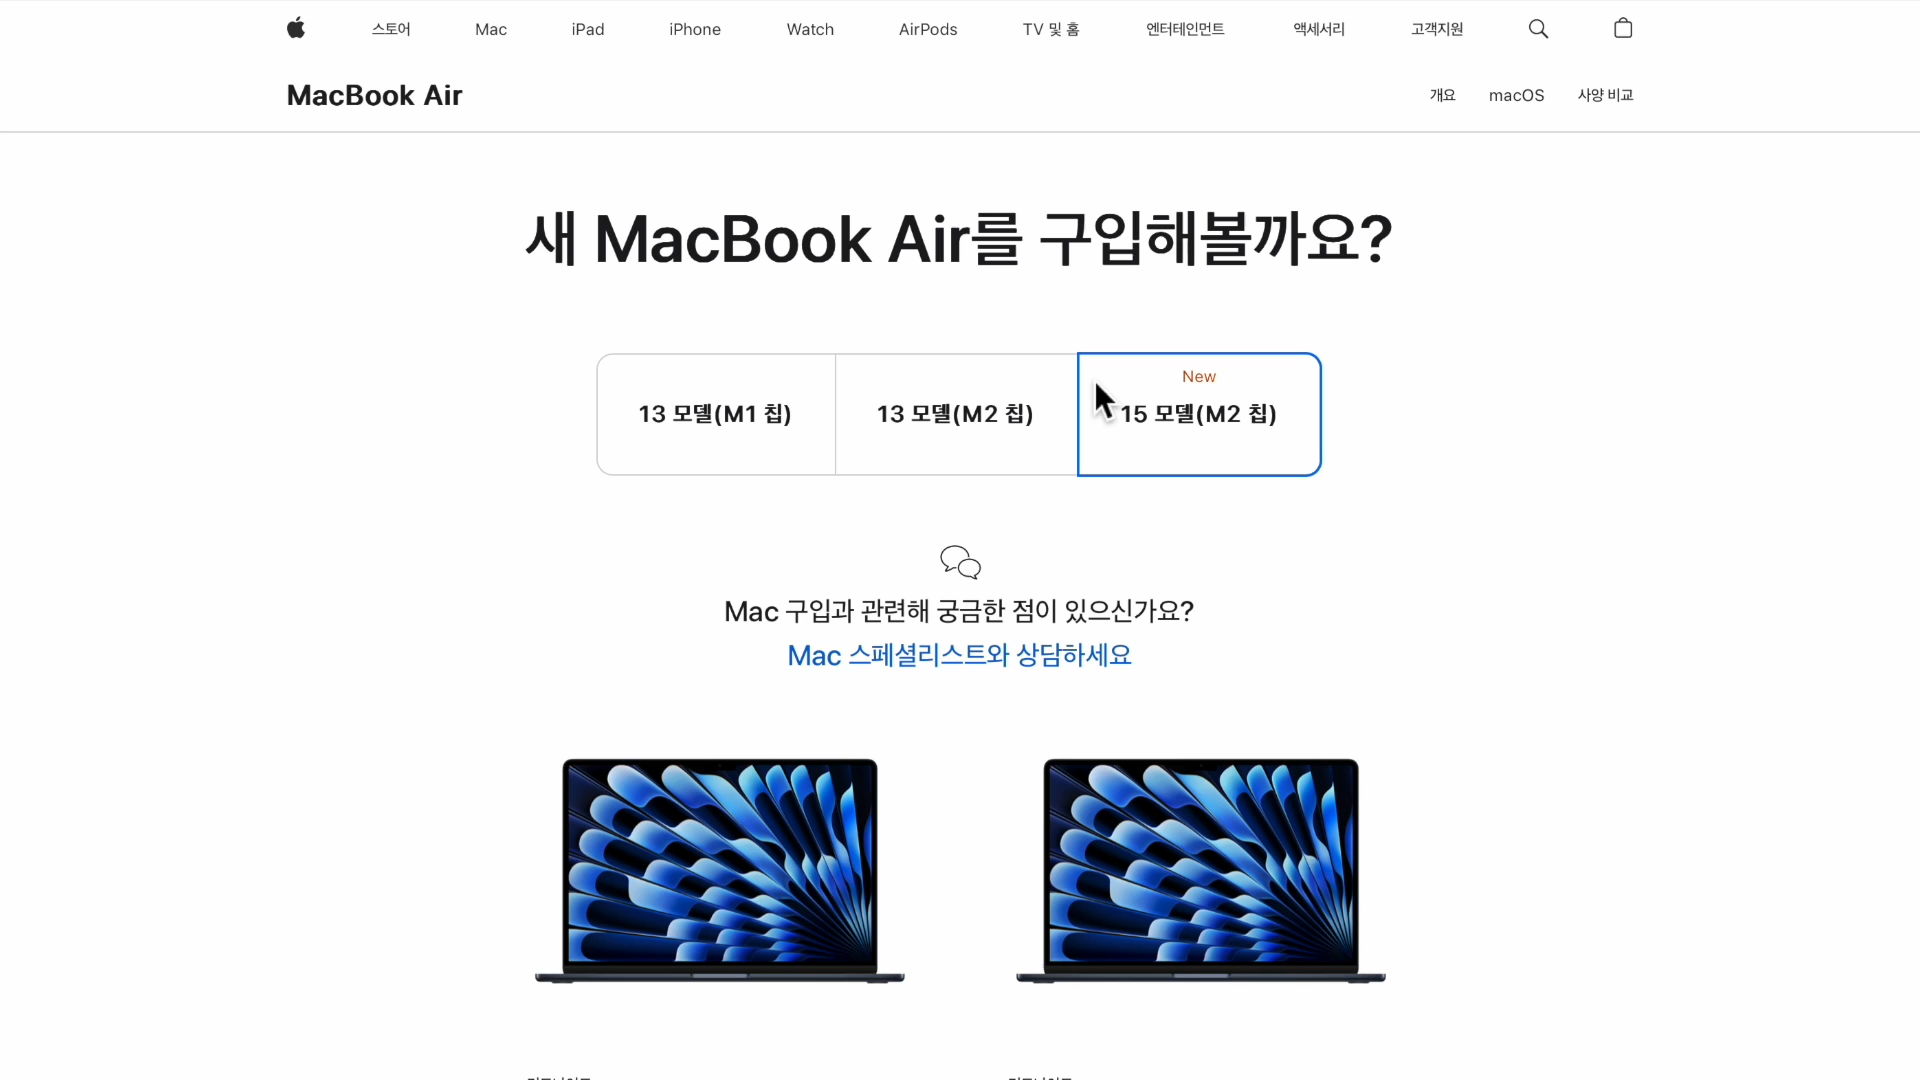 스토어 Mac iPad iPhone Watch AirPods TV 및 홈 엔터테인먼트 액세서리 고객지원
MacBook Air 개요 macOS 사양 비교
새 MacBook Air를 구입해볼까요?
New
13 모델(M1 칩) 13 모델(M2 칩) 15 모델(M2 칩)
Mac 구입과 관련해 궁금한 점이 있으신가요?
Mac 스페셜리스트와 상담하세요